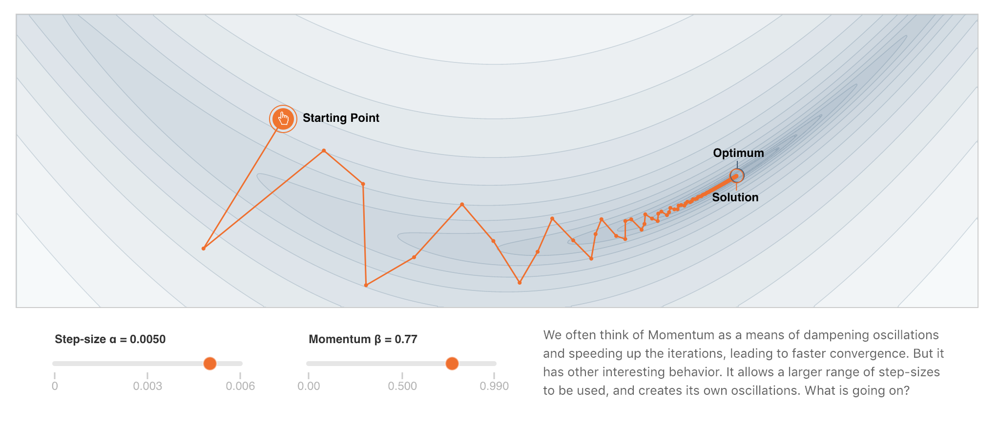 Starting Point
Optimum
Solution
Step-size α = 0.0050
Momentum β = 0.77
0
0.003
0.006
0.00
0.500
0.990
We often think of Momentum as a means of dampening oscillations
and speeding up the iterations, leading to faster convergence. But it
has other interesting behavior. It allows a larger range of step-sizes
to be used, and creates its own oscillations. What is going on?